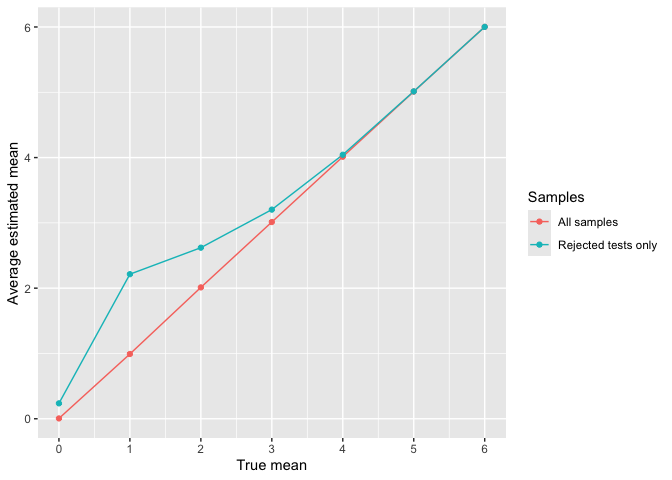 Average estimated mean
6
4
2
0
0 1 2 3 4 5 6
True mean
Samples
All samples
Rejected tests only